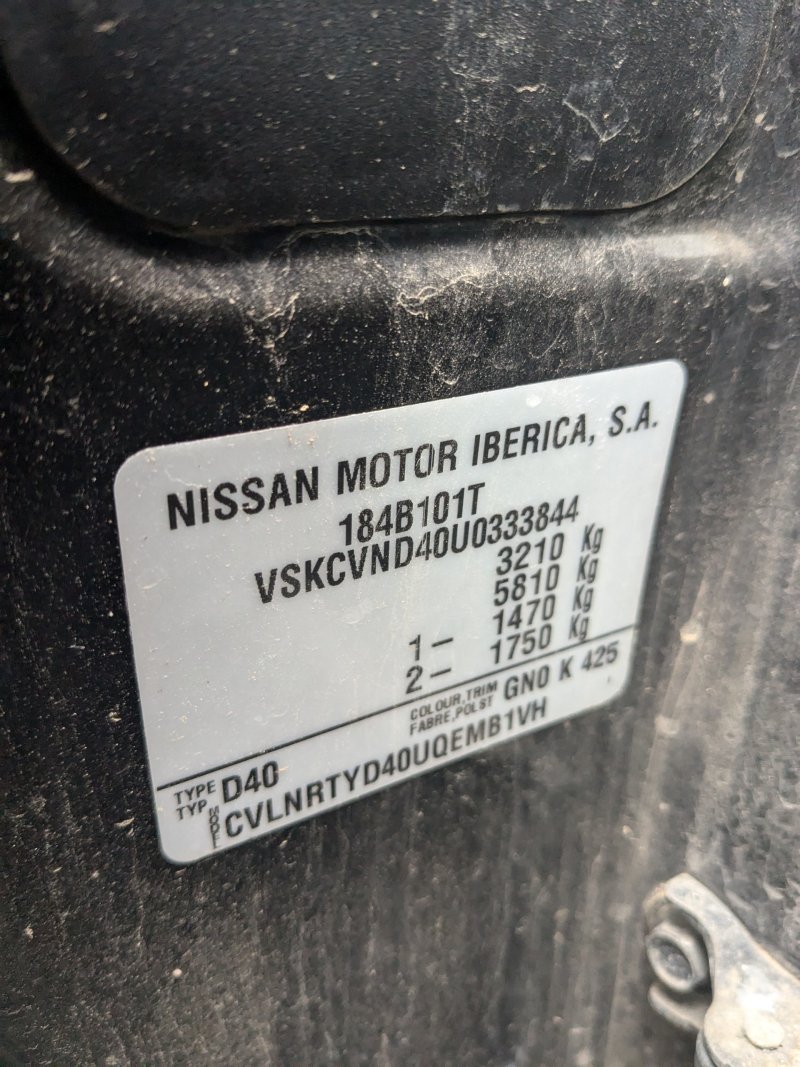 NISSAN MOTOR IBERICA, S.A.
184B101T
VSKCVND40U0333844
3210 Kg
5810 Kg
1- 1470 Kg
2- 1750 Kg
COLOUR,TRIM GN0 K 425
FABRE,POLST
TYPE D40
TYP
MODEL CVLNRTYD40UQEMB1VH